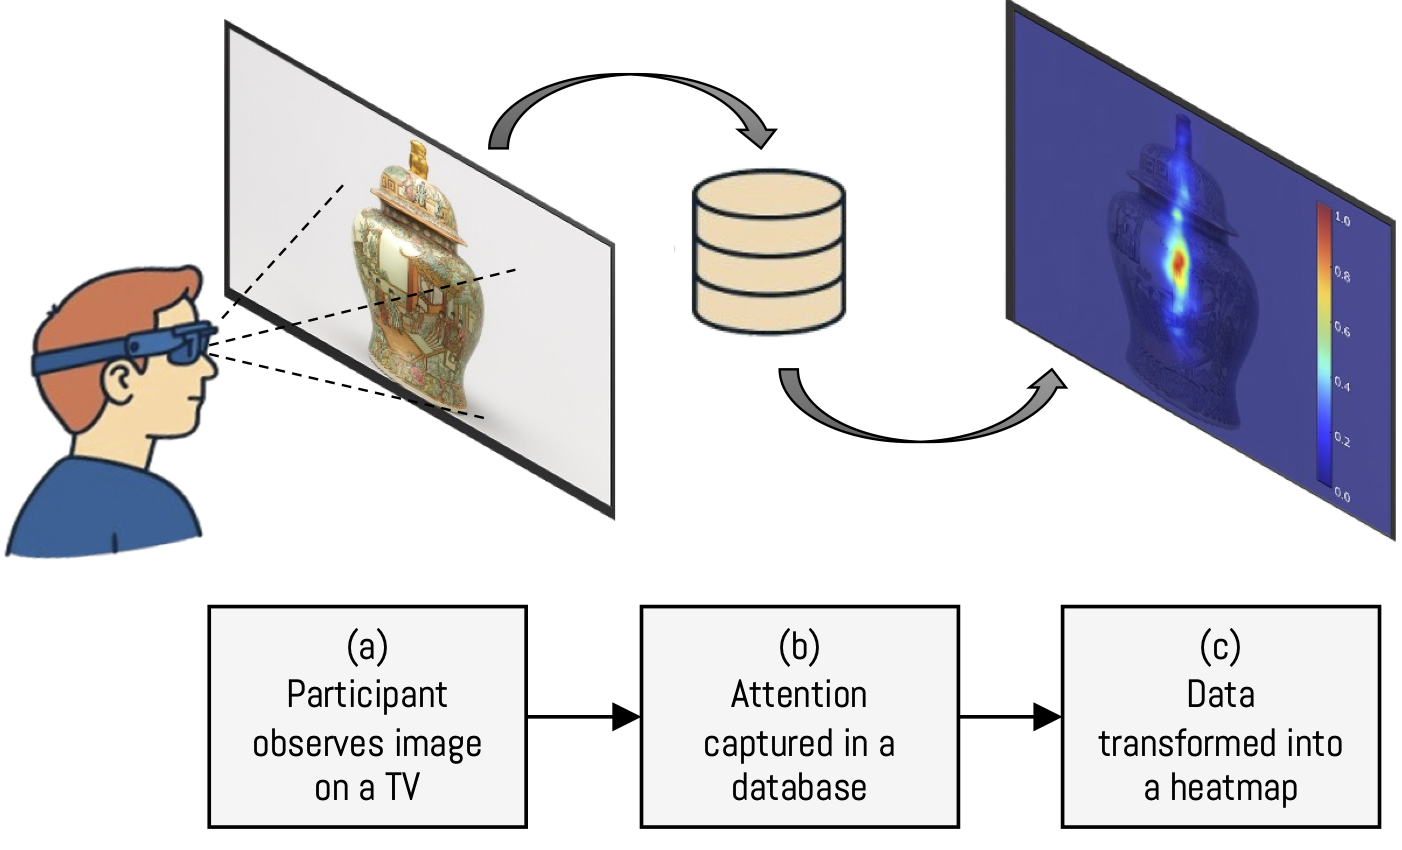 1.0
0.8
0.6
0.4
0.2
0.0
(a)
Participant
observes image
on a TV
(b)
Attention
captured in a
database
(c)
Data
transformed into
a heatmap